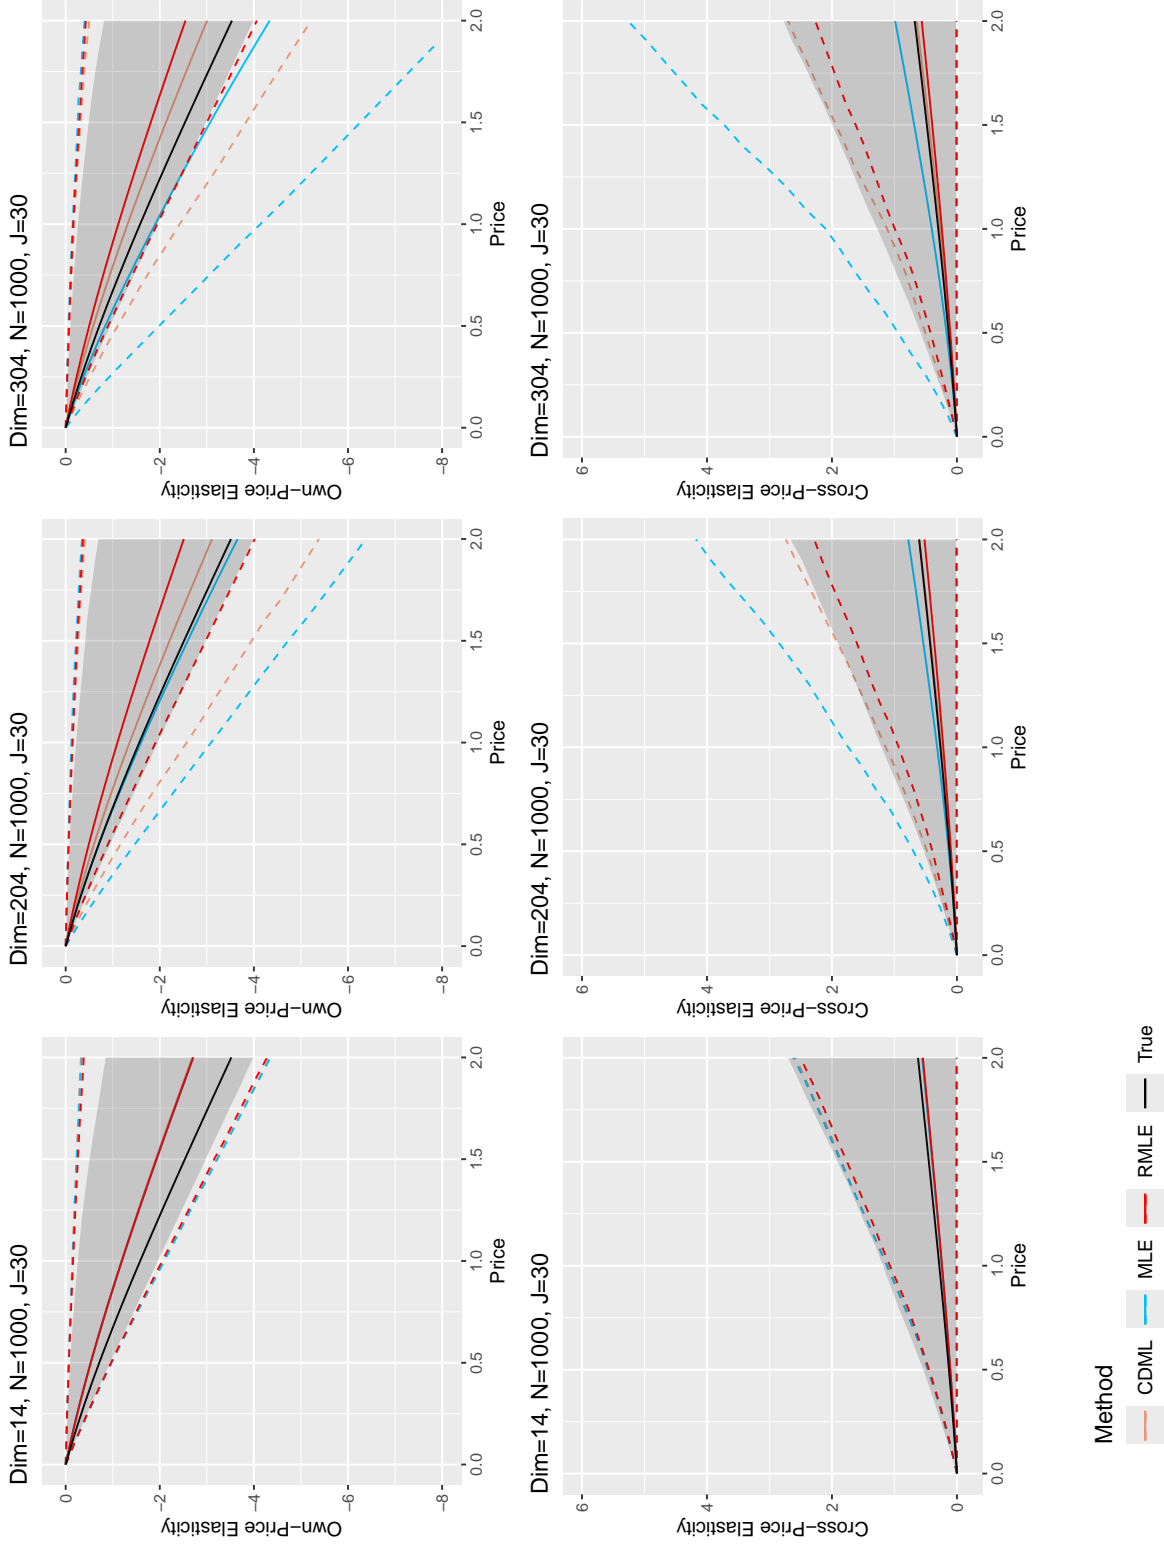 Dim=14, N=1000, J=30
Own−Price Elasticity
0
−2
−4
−6
−8
0.0 0.5 1.0 1.5 2.0
Price
Dim=204, N=1000, J=30
Own−Price Elasticity
0
−2
−4
−6
−8
0.0 0.5 1.0 1.5 2.0
Price
Dim=304, N=1000, J=30
Own−Price Elasticity
0
−2
−4
−6
−8
0.0 0.5 1.0 1.5 2.0
Price
Dim=14, N=1000, J=30
Cross−Price Elasticity
6
4
2
0
0.0 0.5 1.0 1.5 2.0
Price
Dim=204, N=1000, J=30
Cross−Price Elasticity
6
4
2
0
0.0 0.5 1.0 1.5 2.0
Price
Dim=304, N=1000, J=30
Cross−Price Elasticity
6
4
2
0
0.0 0.5 1.0 1.5 2.0
Price
Method
CDML MLE RMLE True